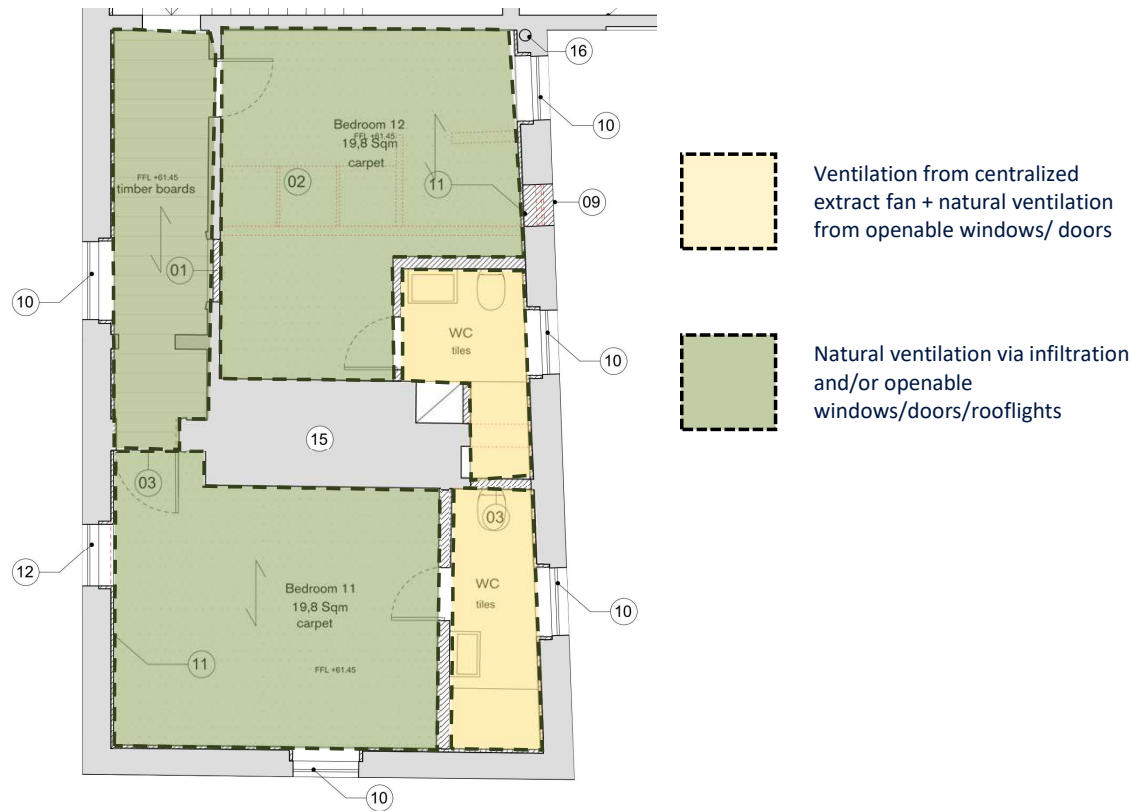 16
10
Bedroom 12
FFL +61.45
19,8 Sqm
carpet
FFL +61.45
timber boards
02
11
09
01
10
WC
tiles
10
15
03
03
12
Bedroom 11
19,8 Sqm
carpet
WC
tiles
10
11
FFL +61.45
10
Ventilation from centralized
extract fan + natural ventilation
from openable windows/ doors
Natural ventilation via infiltration
and/or openable
windows/doors/rooflights